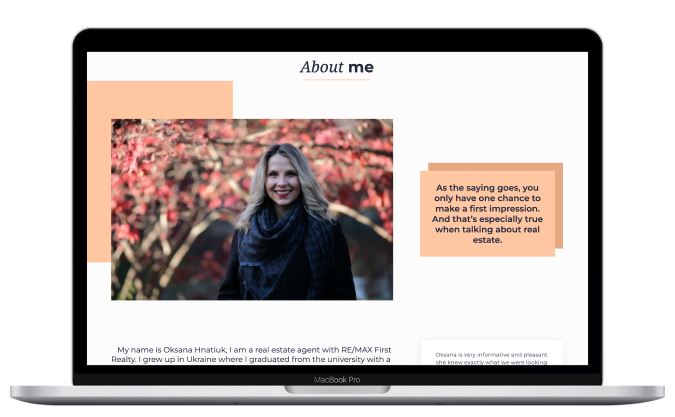 About me
As the saying goes, you
only have one chance to
make a first impression.
And that's especially true
when talking about real
estate.
My name is Oksana Hnatiuk, I am a real estate agent with RE/MAX First
Realty. I grew up in Ukraine where I graduated from the university with a
Oksana is very informative and pleasant
she knew exactly what we were looking
MacBook Pro